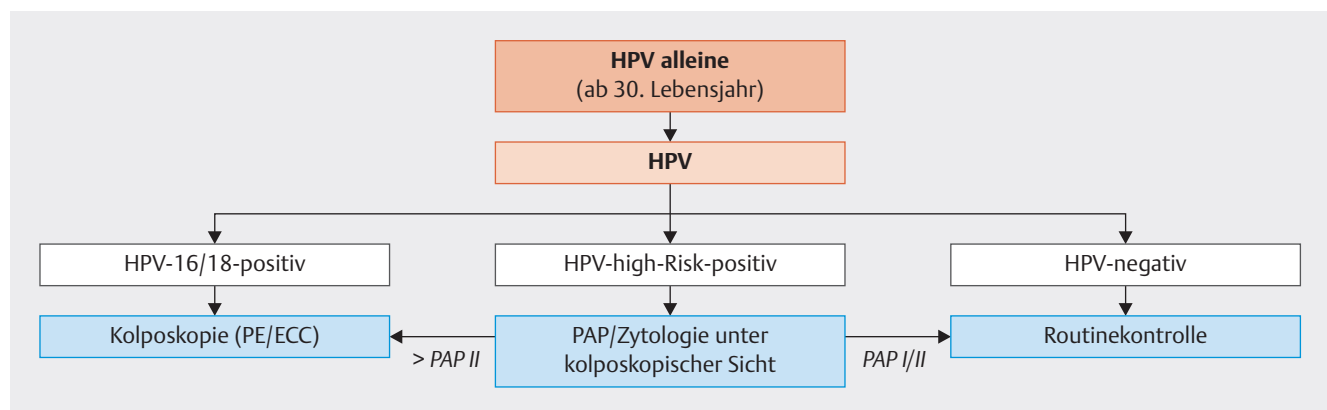 HPV alleine
(ab 30. Lebensjahr)
HPV
HPV-16/18-positiv
HPV-high-Risk-positiv
HPV-negativ
Kolposkopie (PE/ECC)
> PAP II
PAP/Zytologie unter
kolposkopischer Sicht
PAP I/II
Routinekontrolle